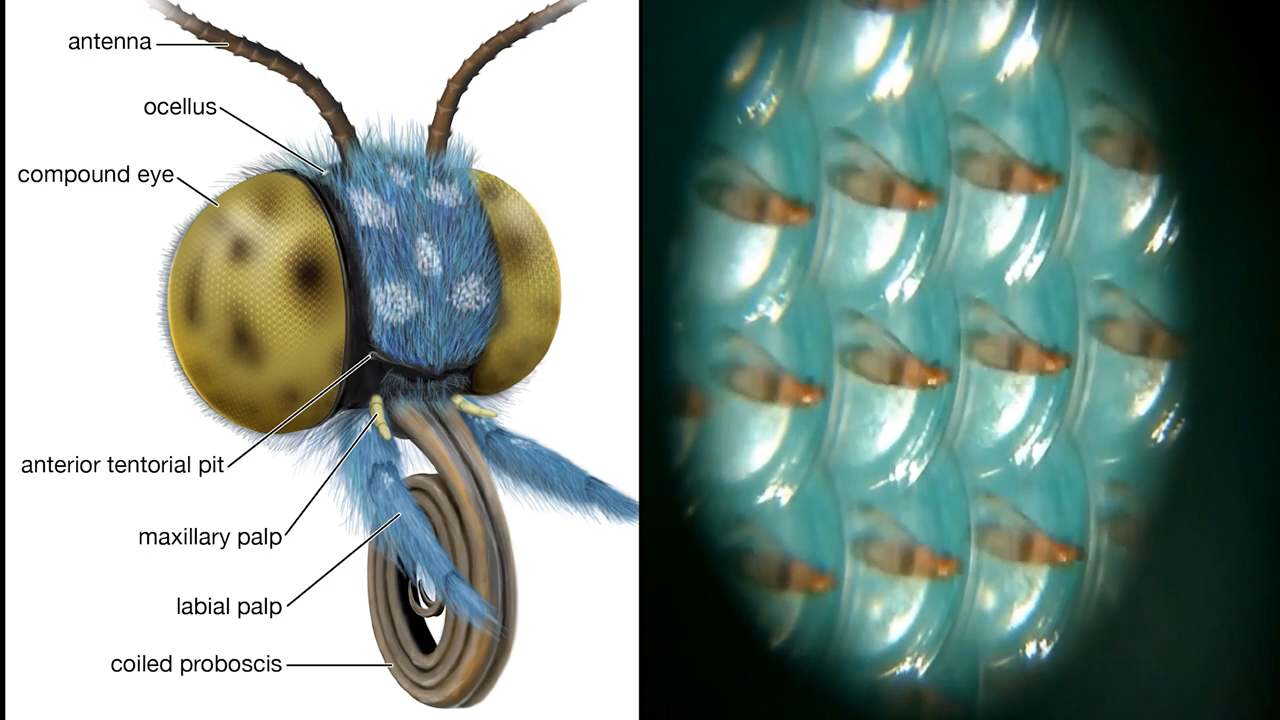 antenna
ocellus
compound eye
anterior tentorial pit
maxillary palp
labial palp
coiled proboscis